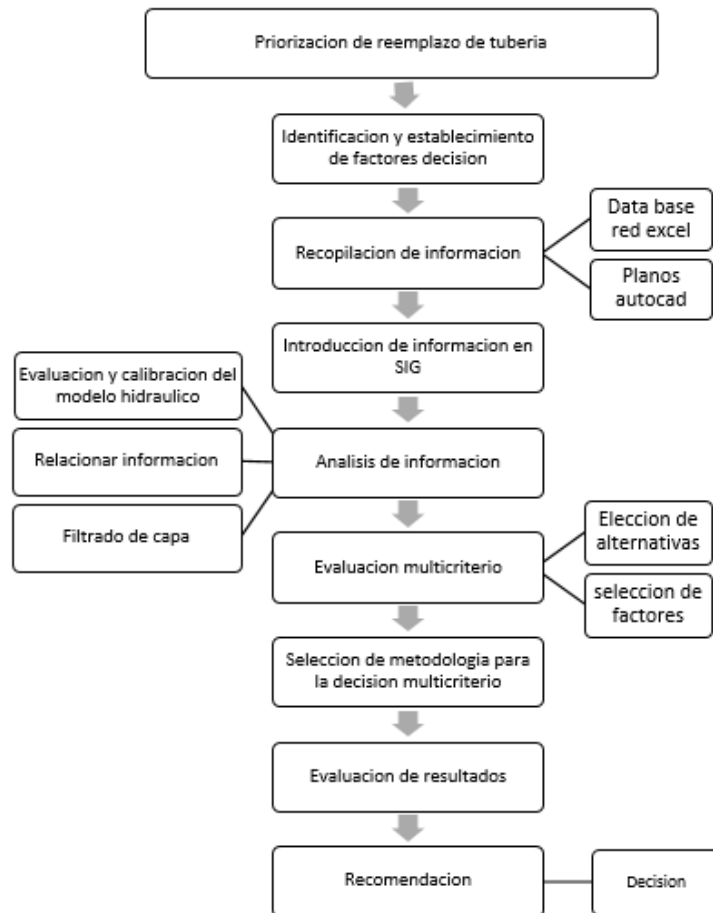 Priorizacion de reemplazo de tuberia
Identificacion y establecimiento
de factores decision
Recopilacion de informacion
Data base
red excel
Planos
autocad
Introduccion de informacion en
SIG
Evaluacion y calibracion del
modelo hidraulico
Relacionar informacion
Filtrado de capa
Analisis de informacion
Evaluacion multicriterio
Eleccion de
alternativas
seleccion de
factores
Seleccion de metodologia para
la decision multicriterio
Evaluacion de resultados
Recomendacion
Decision